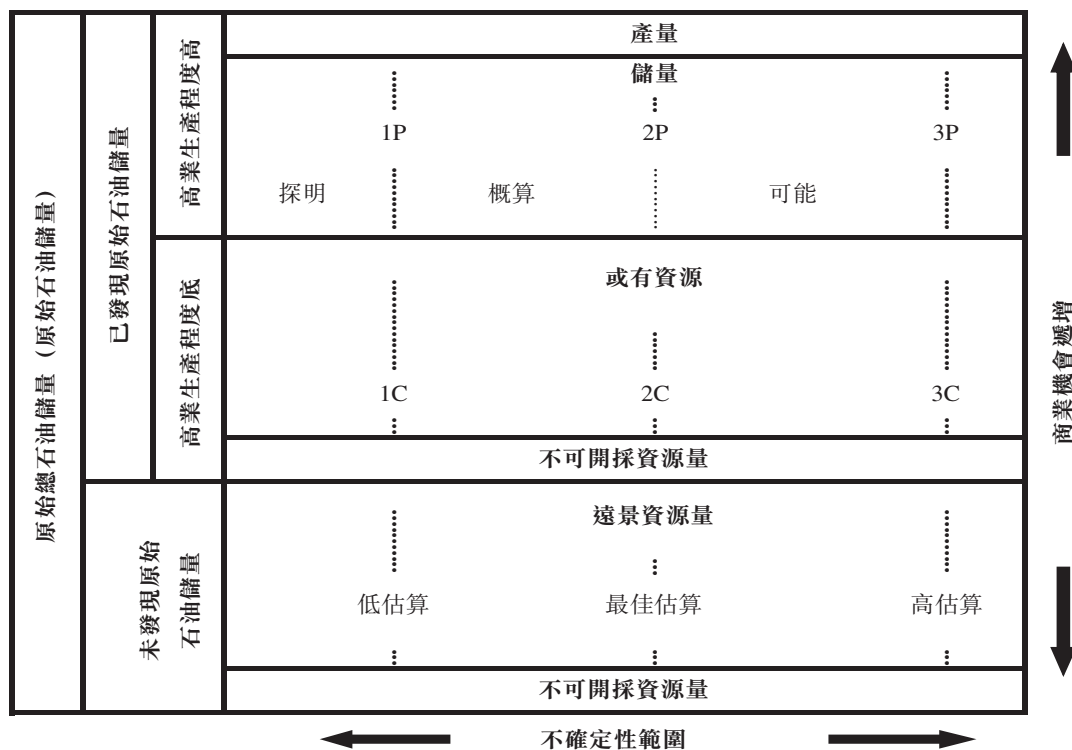 原始總石油儲量（原始石油儲量）
已發現原始石油儲量
高業生產程度高
產量
儲量
1P 2P 3P
探明 概算 可能
高業生產程度底
或有資源
1C 2C 3C
不可開採資源量
未發現原始
石油儲量
遠景資源量
低估算 最佳估算 高估算
不可開採資源量
不確定性範圍
商業機會遞增